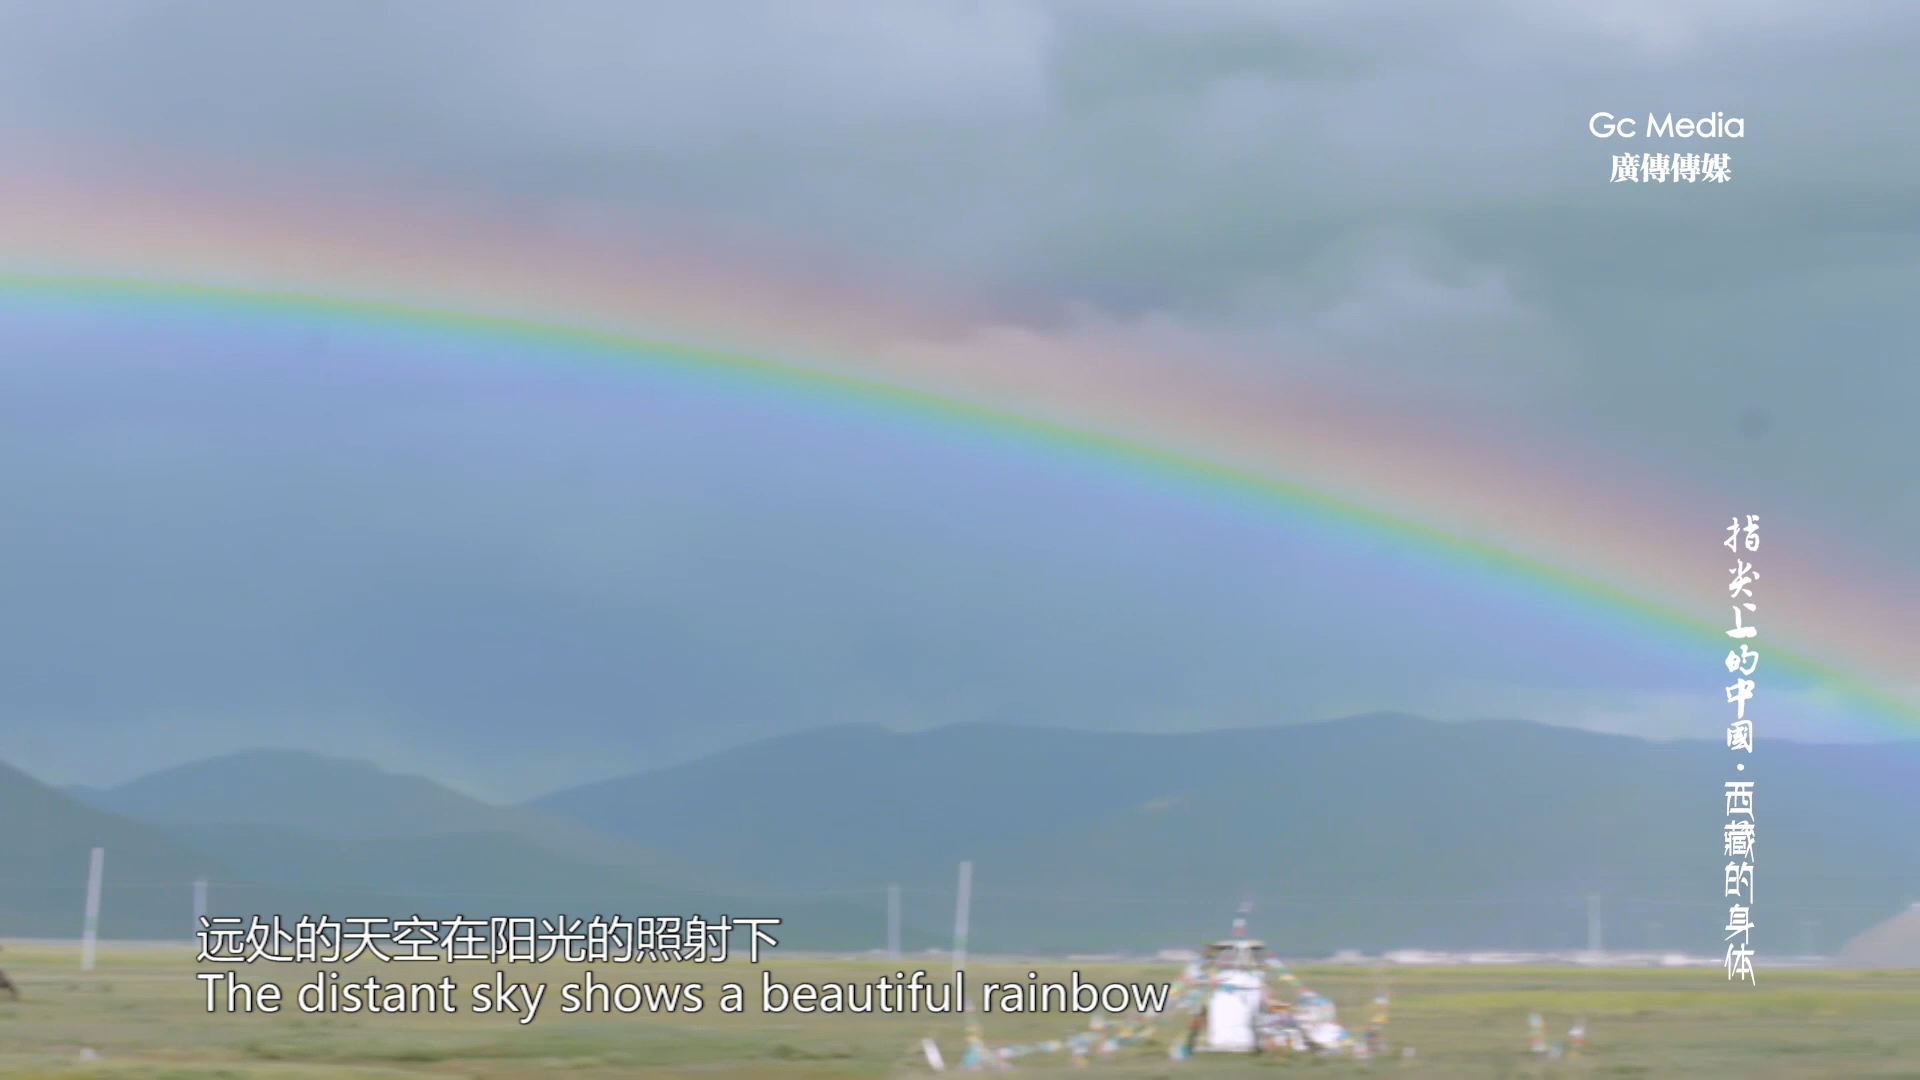 Gc Media
廣傳傳媒
指尖上的中國·西藏的身体
远处的天空在阳光的照射下
The distant sky shows a beautiful rainbow